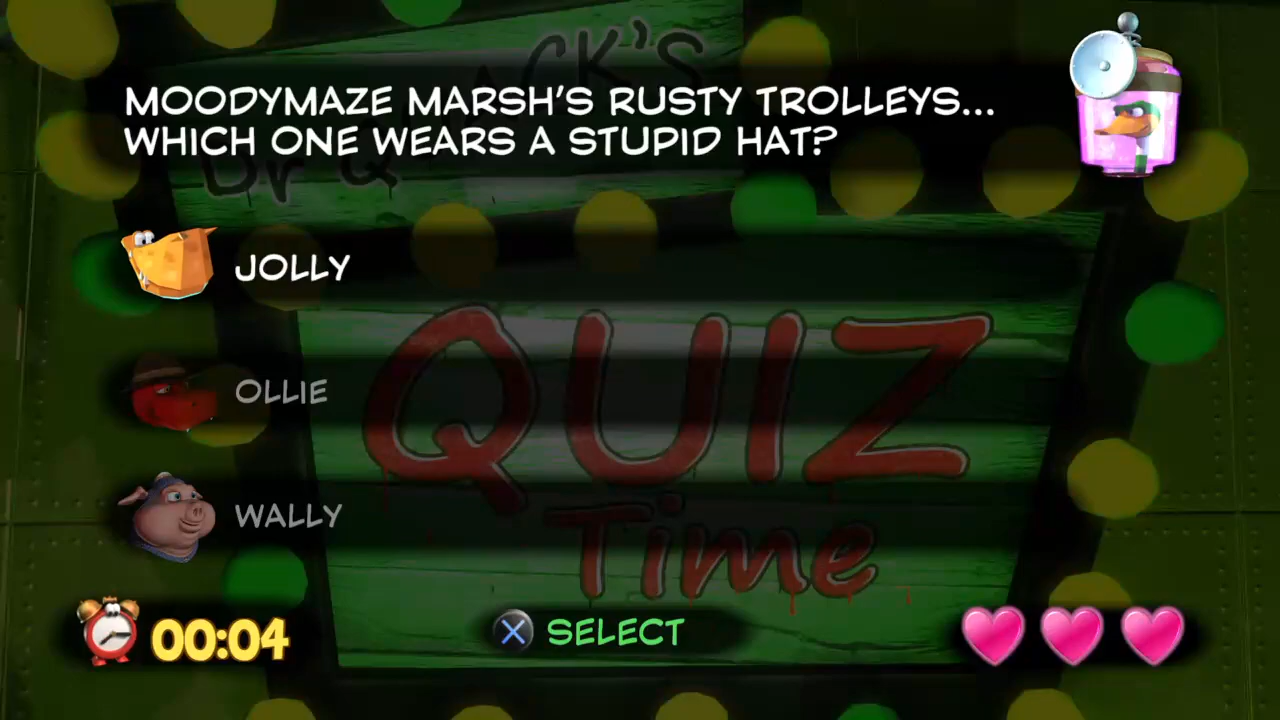 MOODYMAZE MARSH'S RUSTY TROLLEYS...
WHICH ONE WEARS A STUPID HAT?
JOLLY
OLLIE
WALLY
00:04
SELECT
QUIZ
Time